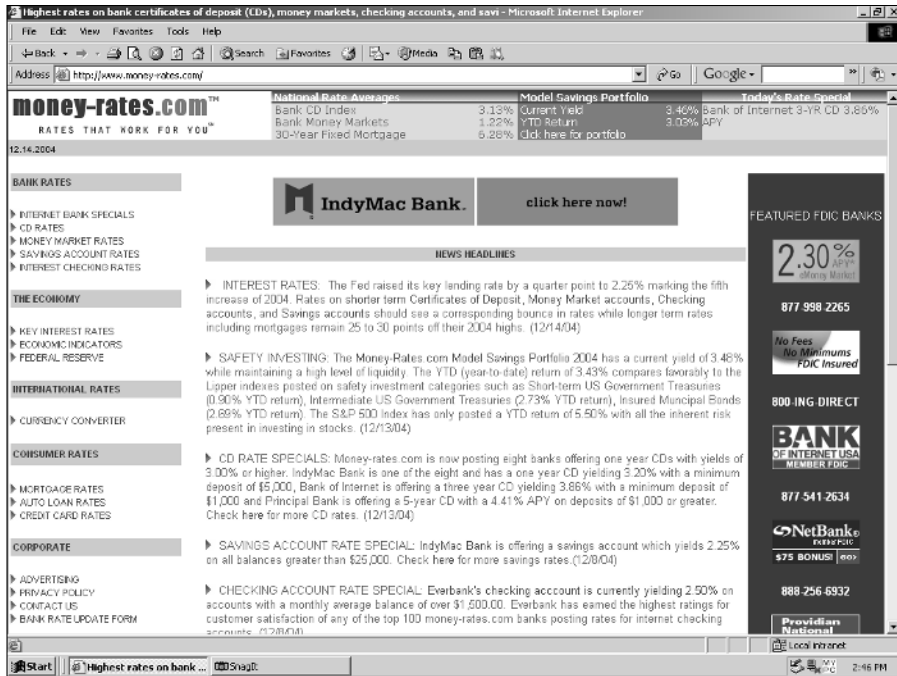 Highest rates on bank certificates of deposit (CDs), money markets, checking accounts, and savi - Microsoft Internet Explorer
File Edit View Favorites Tools Help
Back Search Favorites Media
Address http://www.money-rates.com/ Go Google
money-rates.com™
RATES THAT WORK FOR YOU
National Rate Averages
Bank CD Index 3.13%
Bank Money Markets 1.22%
30-Year Fixed Mortgage 5.28%
Model Savings Portfolio
Current Yield 3.46%
YTD Return 3.03%
Click here for portfolio
Today's Rate Special
Bank of Internet 3-YR CD 3.86%
APY
12.14.2004
BANK RATES
INTERNET BANK SPECIALS
CD RATES
MONEY MARKET RATES
SAVINGS ACCOUNT RATES
INTEREST CHECKING RATES
THE ECONOMY
KEY INTEREST RATES
ECONOMIC INDICATORS
FEDERAL RESERVE
INTERNATIONAL RATES
CURRENCY CONVERTER
CONSUMER RATES
MORTGAGE RATES
AUTO LOAN RATES
CREDIT CARD RATES
CORPORATE
ADVERTISING
PRIVACY POLICY
CONTACT US
BANK RATE UPDATE FORM
IndyMac Bank.
click here now!
NEWS HEADLINES
INTEREST RATES: The Fed raised its key lending rate by a quarter point to 2.25% marking the fifth
increase of 2004. Rates on shorter term Certificates of Deposit, Money Market accounts, Checking
accounts, and Savings accounts should see a corresponding bounce in rates while longer term rates
including mortgages remain 25 to 30 points off their 2004 highs. (12/14/04)
SAFETY INVESTING: The Money-Rates.com Model Savings Portfolio 2004 has a current yield of 3.48%
while maintaining a high level of liquidity. The YTD (year-to-date) return of 3.43% compares favorably to the
Lipper indexes posted on safety investment categories such as Short-term US Government Treasuries
(0.90% YTD return), Intermediate US Government Treasuries (2.73% YTD return), Insured Muncipal Bonds
(2.69% YTD return). The S&P 500 Index has only posted a YTD return of 5.50% with all the inherent risk
present in investing in stocks. (12/13/04)
CD RATE SPECIALS: Money-rates.com is now posting eight banks offering one year CDs with yields of
3.00% or higher. IndyMac Bank is one of the eight and has a one year CD yielding 3.20% with a minimum
deposit of $5,000, Bank of Internet is offering a three year CD yielding 3.86% with a minimum deposit of
$1,000 and Principal Bank is offering a 5-year CD with a 4.41% APY on deposits of $1,000 or greater.
Check here for more CD rates. (12/13/04)
SAVINGS ACCOUNT RATE SPECIAL: IndyMac Bank is offering a savings account which yields 2.25%
on all balances greater than $25,000. Check here for more savings rates.(12/8/04)
CHECKING ACCOUNT RATE SPECIAL: Everbank's checking acccount is currently yielding 2.50% on
accounts with a monthly average balance of over $1,500.00. Everbank has earned the highest ratings for
customer satisfaction of any of the top 100 money-rates.com banks posting rates for internet checking
accounts. (12/8/04)
FEATURED FDIC BANKS
2.30% APY*
eMoney Market
877-998-2265
No Fees
No Minimums
FDIC Insured
800-ING-DIRECT
BANK
OF INTERNET USA
MEMBER FDIC
877-541-2634
NetBank®
$75 BONUS! GO>
888-256-6932
Providian
National
Local intranet
Start Highest rates on bank ... SnagIt 2:46 PM